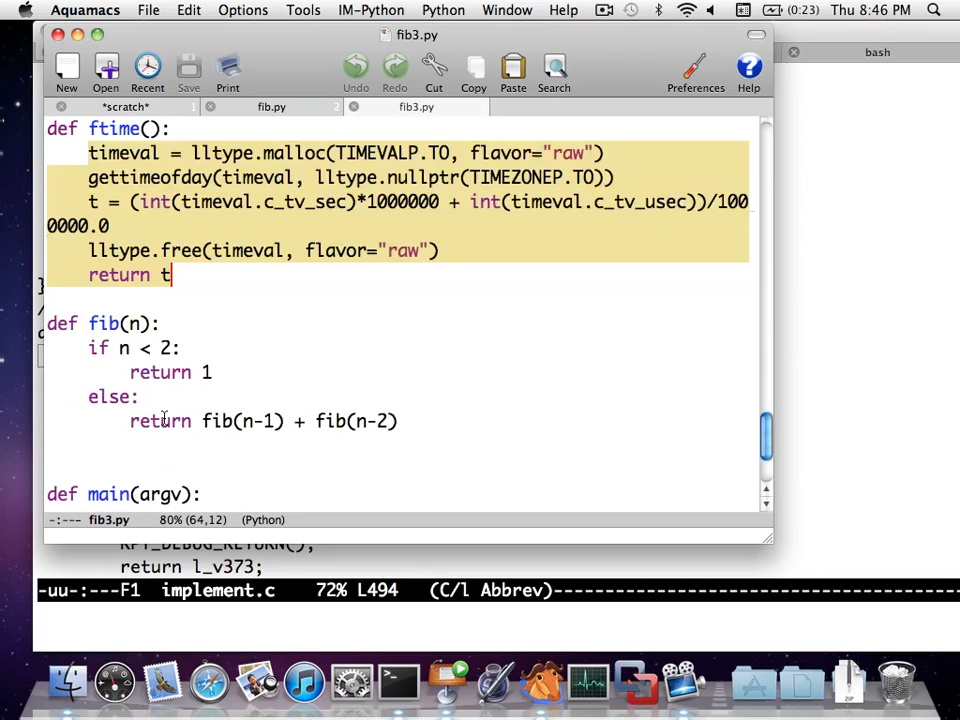 Aquamacs File Edit Options Tools IM-Python Python Window Help (0:23) Thu 8:46 PM
fib3.py
New Open Recent Save Print Undo Redo Cut Copy Paste Search Preferences Help
bash
*scratch* 1 fib.py 2 fib3.py
def ftime():
timeval = lltype.malloc(TIMEVALP.TO, flavor="raw")
gettimeofday(timeval, lltype.nullptr(TIMEZONEP.TO))
t = (int(timeval.c_tv_sec)*1000000 + int(timeval.c_tv_usec))/100
0000.0
lltype.free(timeval, flavor="raw")
return t
def fib(n):
if n < 2:
return 1
else:
return fib(n-1) + fib(n-2)
def main(argv):
-:--- fib3.py 80% (64,12) (Python)
RPY_DEBUG_RETURN();
return l_v373;
-uu-:---F1 implement.c 72% L494 (C/l Abbrev)-----------------------
ZIP